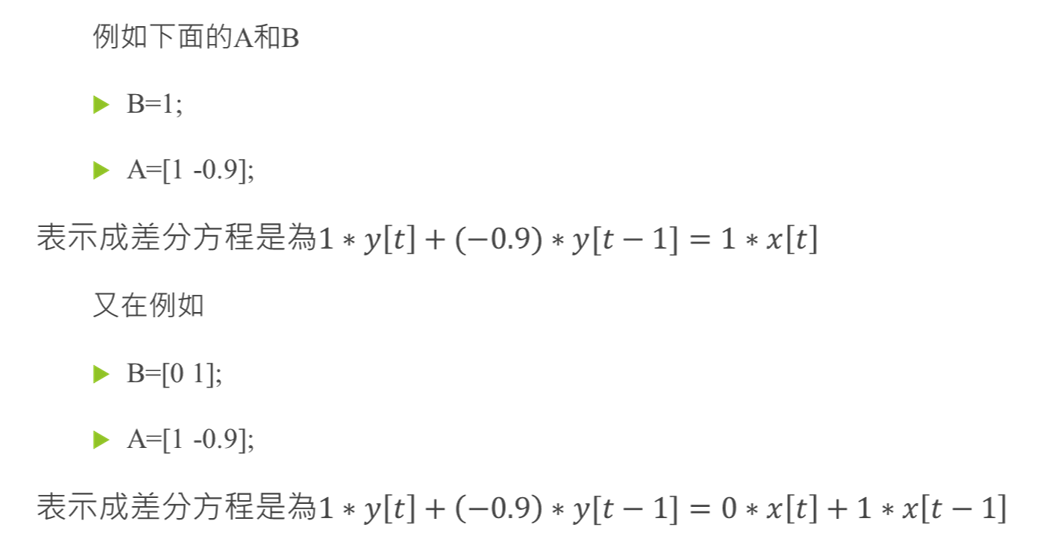 例如下面的A和B
B=1;
A=[1 -0.9];
表示成差分方程是為1 ∗ y[t] + (−0.9) ∗ y[t − 1] = 1 ∗ x[t]
又在例如
B=[0 1];
A=[1 -0.9];
表示成差分方程是為1 ∗ y[t] + (−0.9) ∗ y[t − 1] = 0 ∗ x[t] + 1 ∗ x[t − 1]